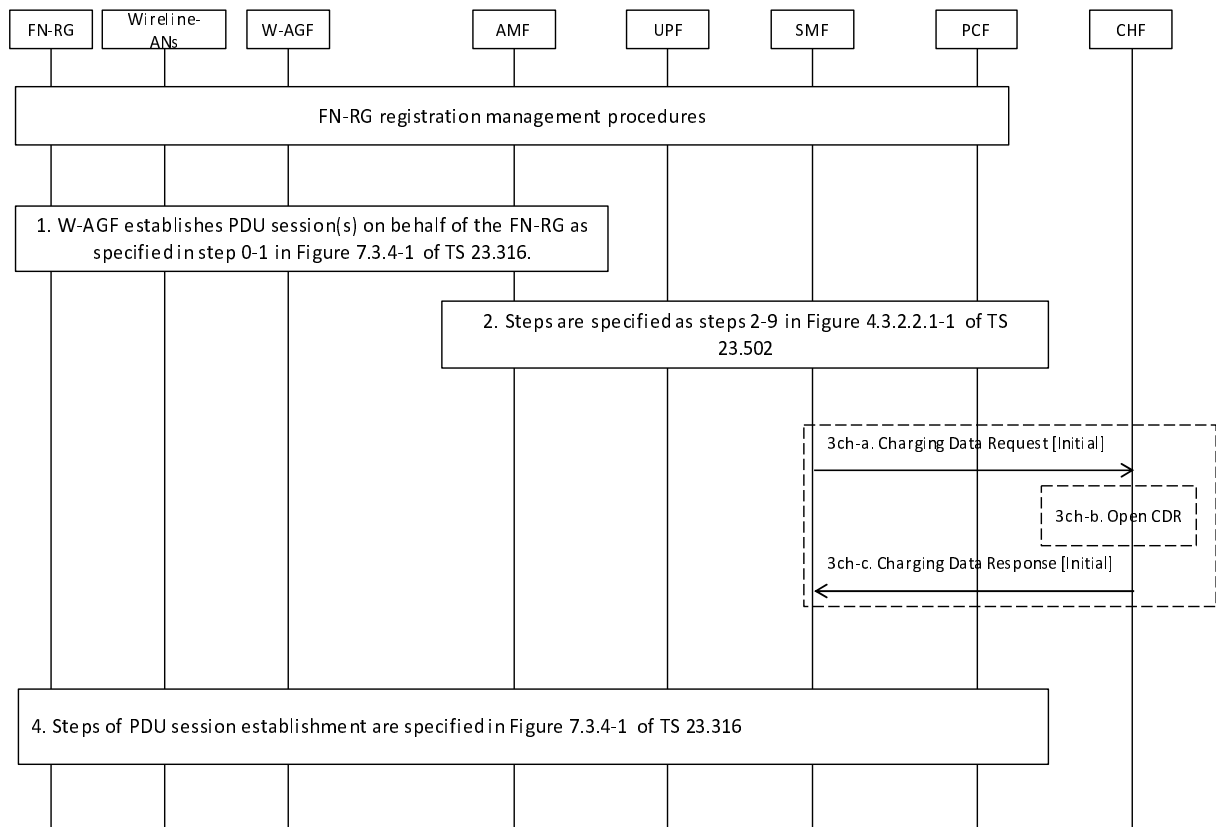 FN-RG
Wireline-
ANs
W-AGF
AMF
UPF
SMF
PCF
CHF
FN-RG registration management procedures
1. W-AGF establishes PDU session(s) on behalf of the FN-RG as
specified in step 0-1 in Figure 7.3.4-1 of TS 23.316.
2. Steps are specified as steps 2-9 in Figure 4.3.2.2.1-1 of TS
23.502
3ch-a. Charging Data Request [Initial]
3ch-b. Open CDR
3ch-c. Charging Data Response [Initial]
4. Steps of PDU session establishment are specified in Figure 7.3.4-1 of TS 23.316